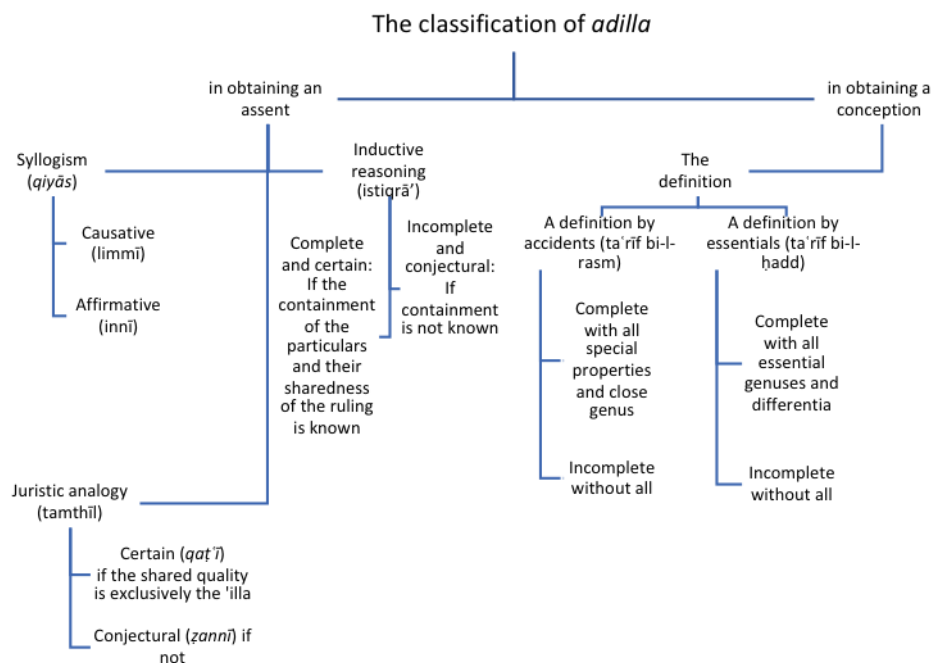 The classification of adilla
in obtaining an
assent
in obtaining a
conception
Syllogism
(qiyās)
Causative
(limmī)
Affirmative
(innī)
Inductive
reasoning
(istiqrā’)
Complete
and certain:
If the
containment
of the
particulars
and their
sharedness
of the ruling
is known
Incomplete
and
conjectural:
If
containment
is not known
Juristic analogy
(tamthīl)
Certain (qaṭʿī)
if the shared quality
is exclusively the 'illa
Conjectural (ẓannī) if
not
The
definition
A definition by
accidents (taʿrīf bi-l-
rasm)
Complete
with all
special
properties
and close
genus
Incomplete
without all
A definition by
essentials (taʿrīf bi-l-
ḥadd)
Complete
with all
essential
genuses and
differentia
Incomplete
without all